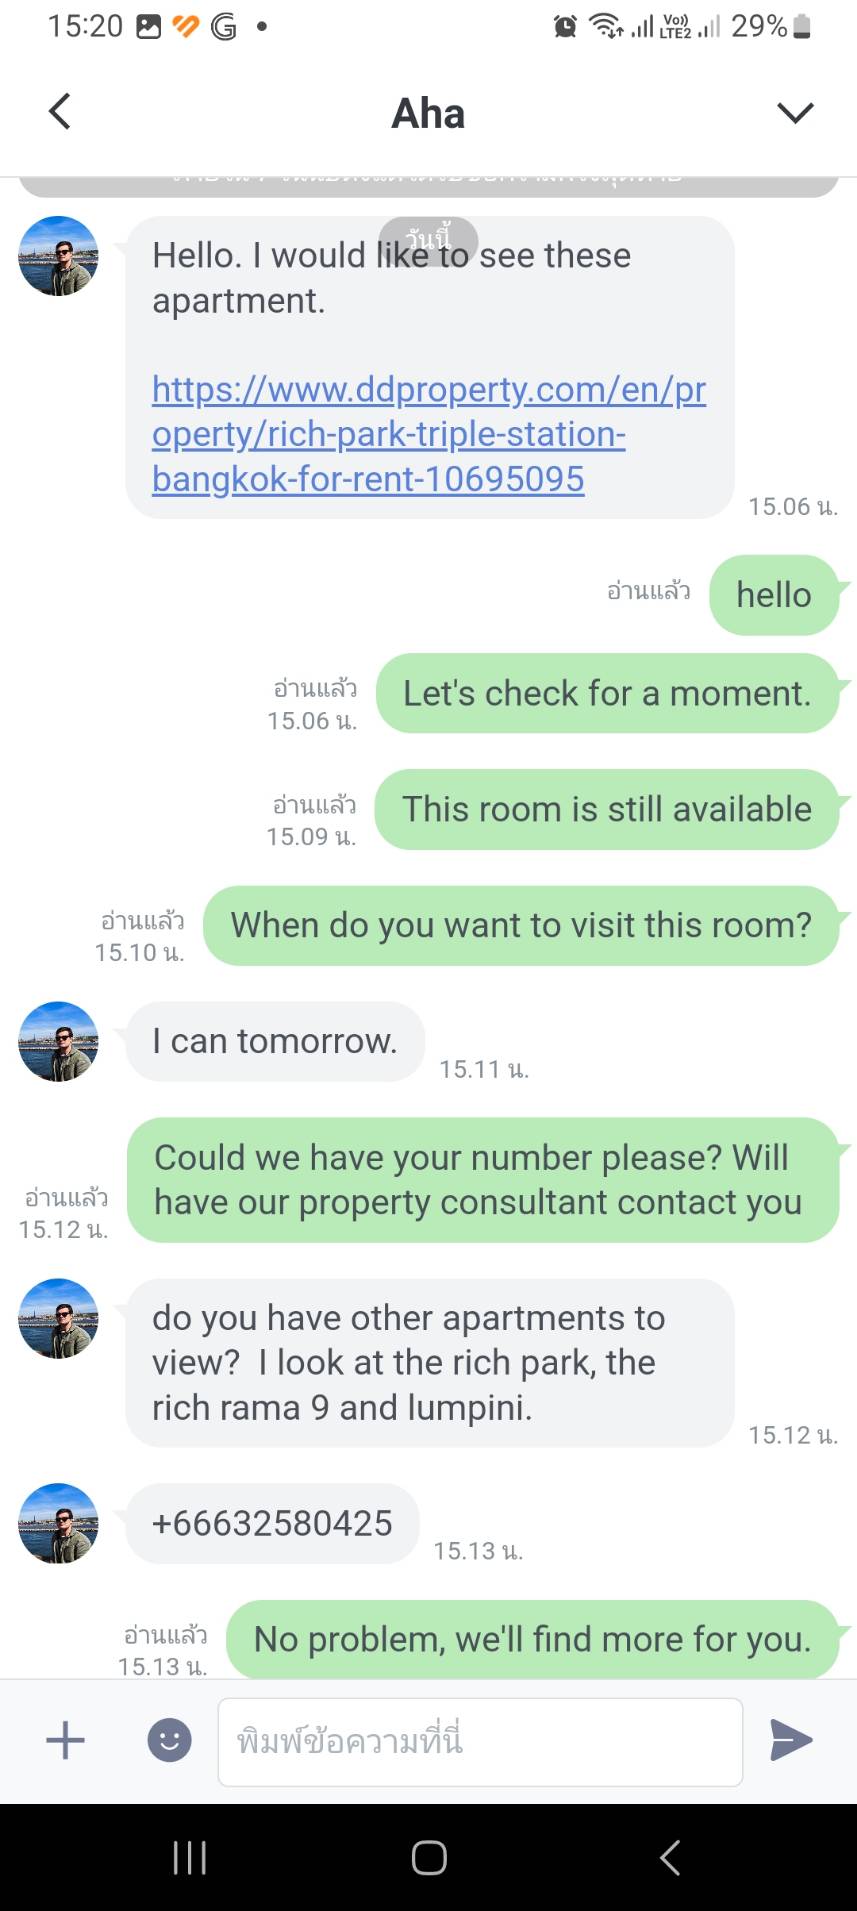 15:20
Vo))
LTE2
29%
Aha
วันนี้
Hello. I would like to see these
apartment.
https://www.ddproperty.com/en/pr
operty/rich-park-triple-station-
bangkok-for-rent-10695095
15.06 น.
อ่านแล้ว
hello
อ่านแล้ว
15.06 น.
Let's check for a moment.
อ่านแล้ว
15.09 น.
This room is still available
อ่านแล้ว
15.10 น.
When do you want to visit this room?
I can tomorrow.
15.11 น.
Could we have your number please? Will
have our property consultant contact you
อ่านแล้ว
15.12 น.
do you have other apartments to
view?  I look at the rich park, the
rich rama 9 and lumpini.
15.12 น.
+66632580425
15.13 น.
อ่านแล้ว
15.13 น.
No problem, we'll find more for you.
พิมพ์ข้อความที่นี่